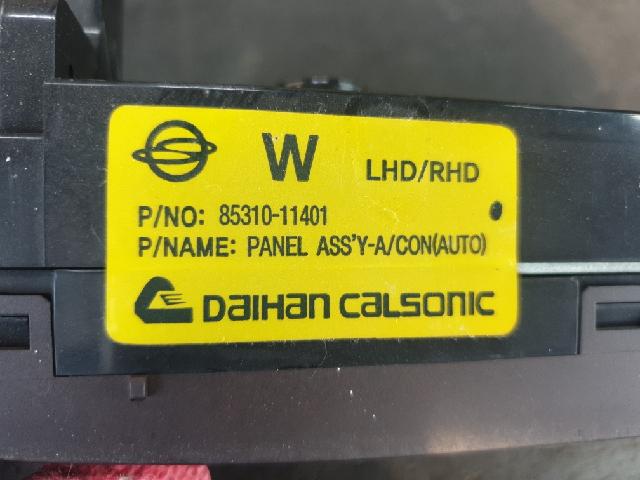 W LHD/RHD
P/NO: 85310-11401
P/NAME: PANEL ASS'Y-A/CON(AUTO)
DAIHAN CALSONIC